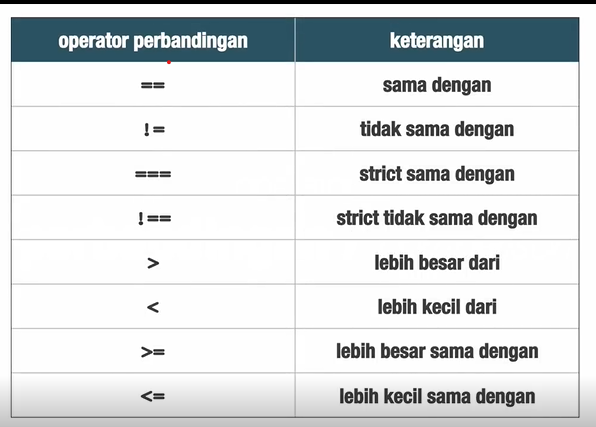 operator perbandingan keterangan
== sama dengan
!= tidak sama dengan
=== strict sama dengan
!== strict tidak sama dengan
> lebih besar dari
< lebih kecil dari
>= lebih besar sama dengan
<= lebih kecil sama dengan